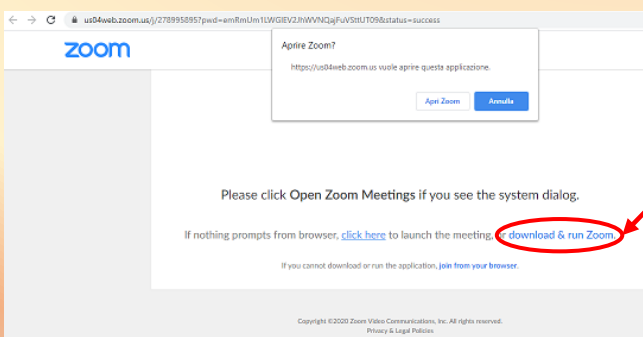 us04web.zoom.us/j/2789958957pwd=emRmUm1LWGIEV2JhWVNQajFuVSttUT09&status=success
zoom
Aprire Zoom?
https://us04web.zoom.us vuole aprire questa applicazione.
Apri Zoom Annulla
Please click Open Zoom Meetings if you see the system dialog.
If nothing prompts from browser, click here to launch the meeting, or download & run Zoom.
If you cannot download or run the application, join from your browser.
Copyright ©2020 Zoom Video Communications, Inc. All rights reserved.
Privacy & Legal Policies